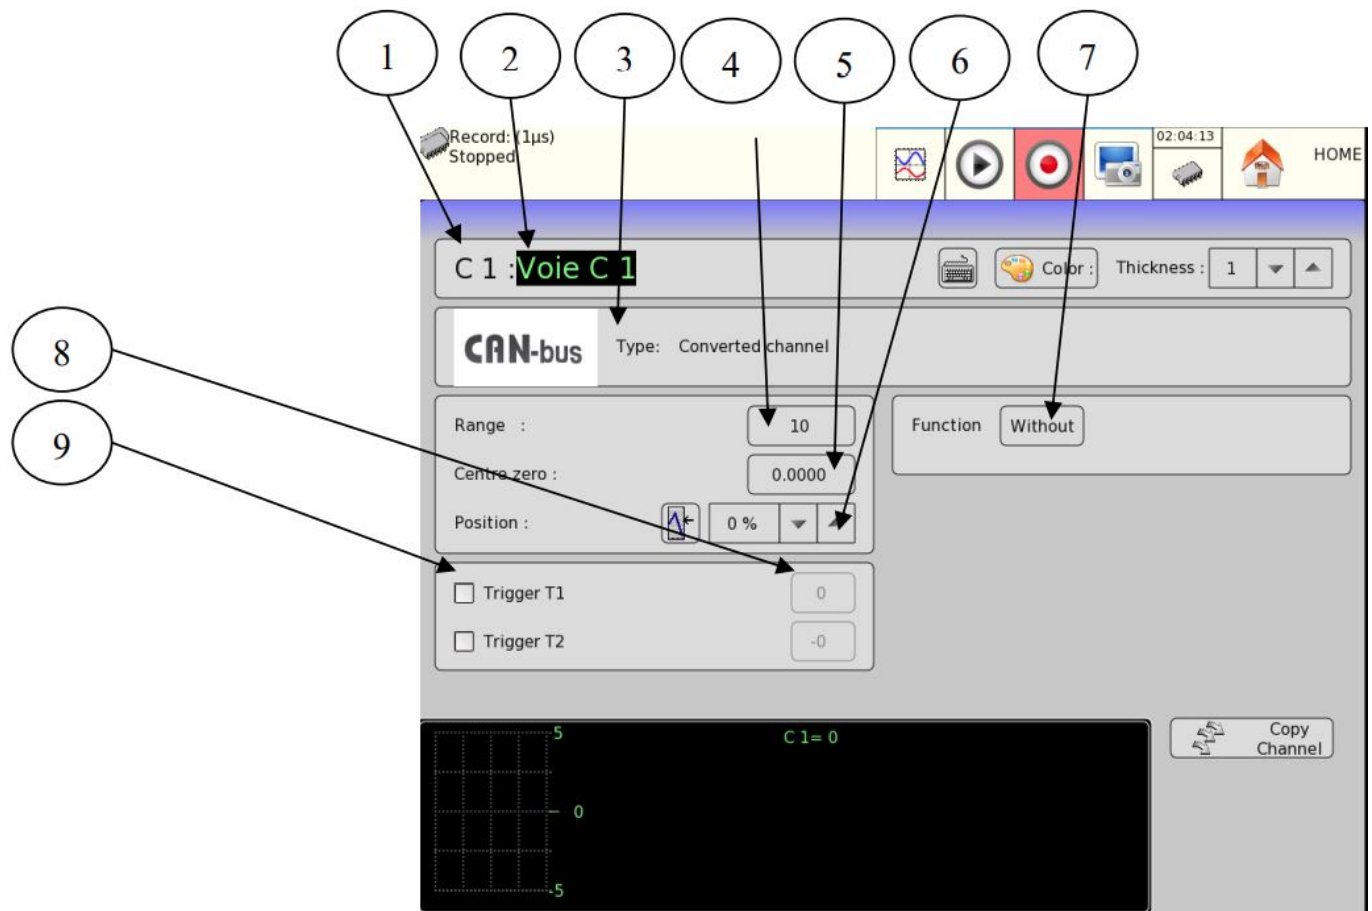 1 2 3 4 5 6 7
Record: (1µs)
Stopped
02:04:13
HOME
C 1 :Voie C 1
Color :
Thickness : 1
8
CAN-bus
Type: Converted channel
9
Range : 10
Function Without
Centre zero : 0.0000
Position : 0 %
Trigger T1 0
Trigger T2 -0
5
C 1= 0
Copy
Channel
0
-5